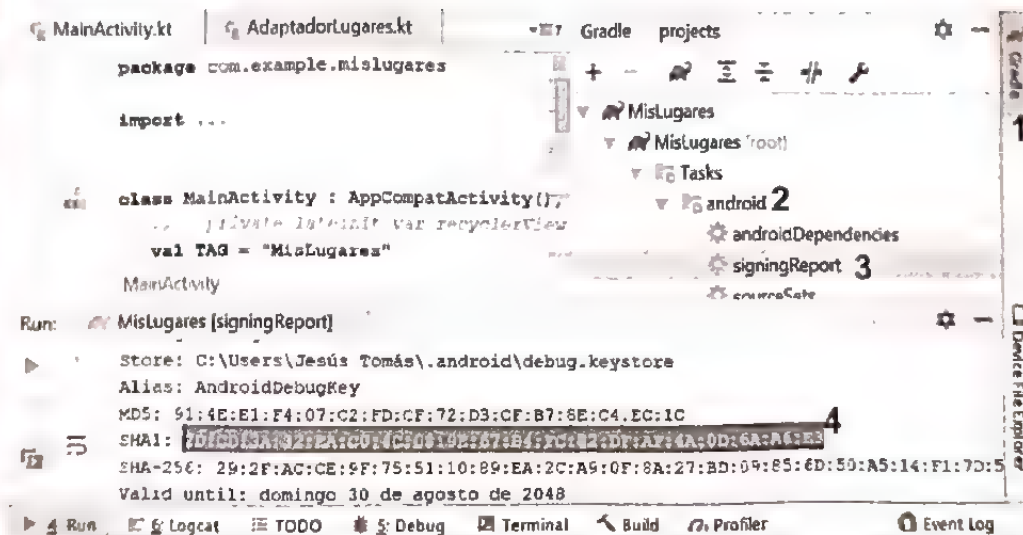 MainActivity.kt
AdaptadorLugares.kt
Gradle projects
Gradle
1
package com.example.mislugares
import ...
class MainActivity : AppCompatActivity()
private lateinit var recyclerView
val TAG = "MisLugares"
MainActivity
MisLugares
MisLugares (root)
Tasks
android 2
androidDependencies
signingReport 3
Run: MisLugares [signingReport]
Device File Explorer
Store: C:\Users\Jesús Tomás\.android\debug.keystore
Alias: AndroidDebugKey
MD5: 91:4E:E1:F4:07:C2:FD:CF:72:D3:CF:B7:8E:C4.EC:1C
SHA1:
4
SHA-256: 29:2F:AC:CE:9F:75:51:10:89:EA:2C:A9:0F:8A:27:BD:09:85:6D:50:A5:14:F1:7D:5
Valid until: domingo 30 de agosto de 2048
4 Run
6: Logcat
TODO
5: Debug
Terminal
Build
Profiler
Event Log